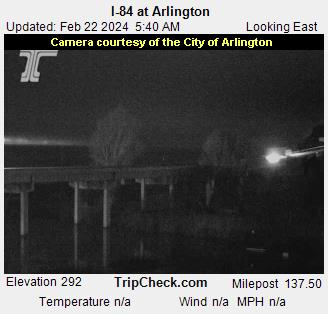 I-84 at Arlington
Updated: Feb 22 2024 5:40 AM Looking East
Camera courtesy of the City of Arlington
Elevation 292 TripCheck.com Milepost 137.50
Temperature n/a Wind n/a MPH n/a